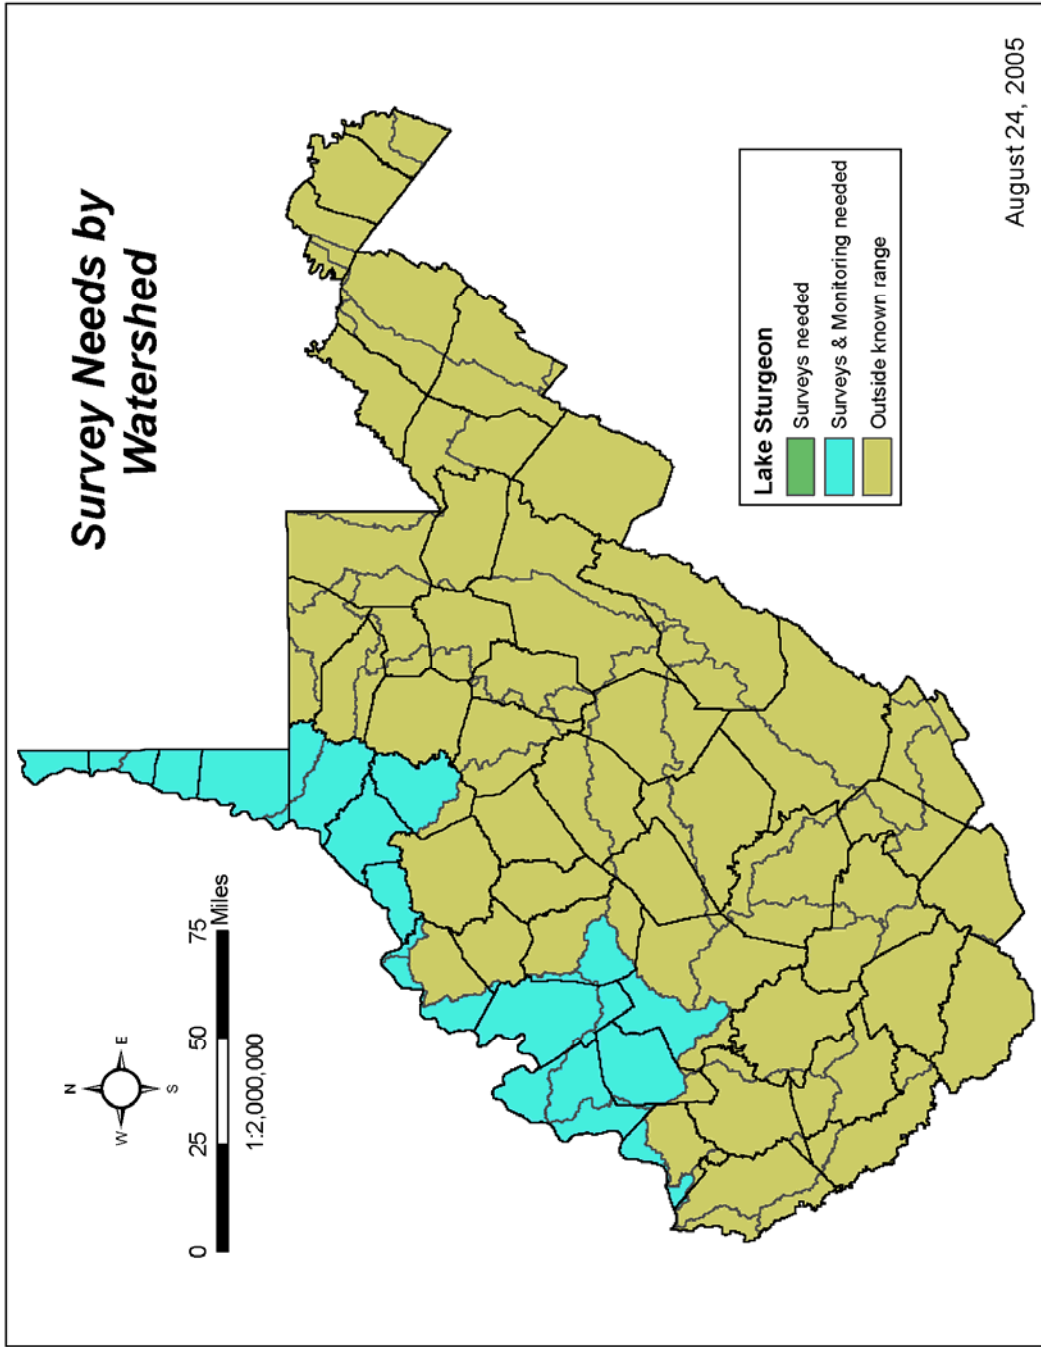 Survey Needs by
Watershed
N
W
E
S
0
25
50
75
Miles
1:2,000,000
Lake Sturgeon
Surveys needed
Surveys & Monitoring needed
Outside known range
August 24, 2005